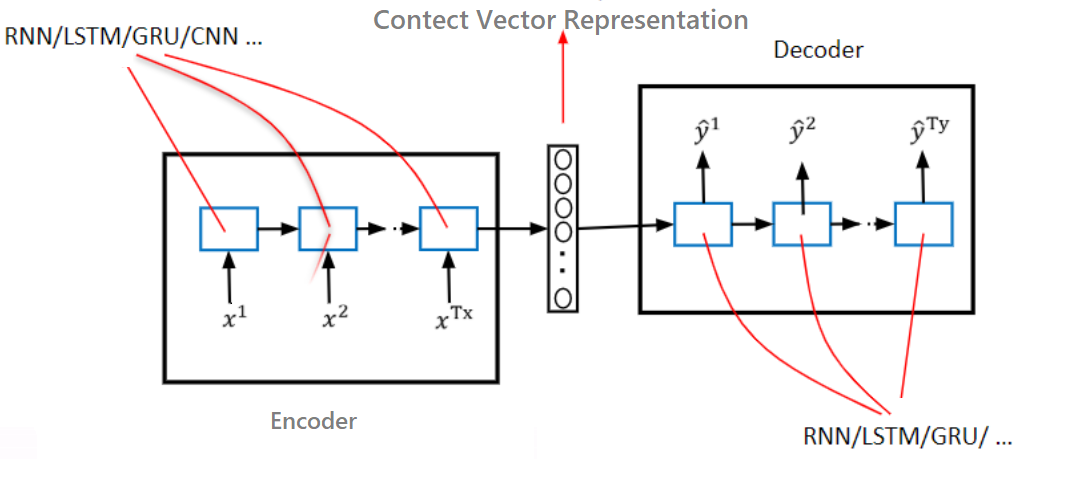 Contect Vector Representation
RNN/LSTM/GRU/CNN ...
Decoder
ŷ¹ ŷ² ŷᵀʸ
x¹ x² xᵀˣ
Encoder
RNN/LSTM/GRU/ ...